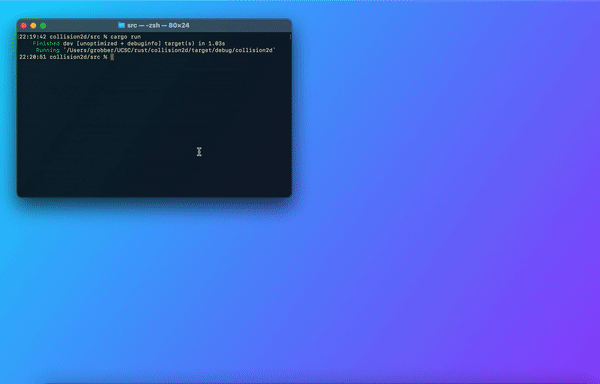 src — -zsh — 80×24
22:19:42 collision2d/src % cargo run
Finished dev [unoptimized + debuginfo] target(s) in 1.03s
Running `/Users/grobber/UCSC/rust/collision2d/target/debug/collision2d`
22:20:51 collision2d/src %